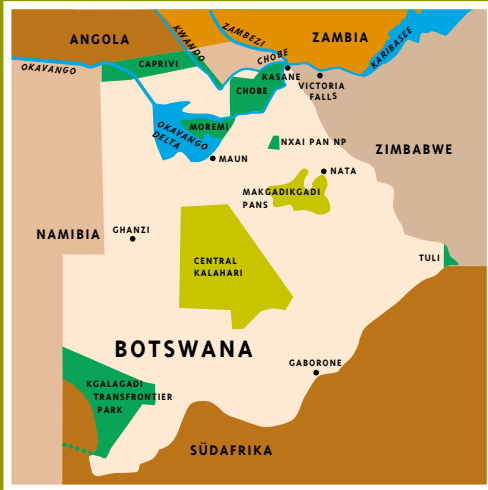 ANGOLA
KWANDO
ZAMBEZI
ZAMBIA
KARIBASEE
OKAVANGO
CAPRIVI
CHOBE
KASANE
CHOBE
VICTORIA
FALLS
MOREMI
OKAVANGO
DELTA
MAUN
NXAI PAN NP
ZIMBABWE
NATA
MAKGADIKGADI
PANS
NAMIBIA
GHANZI
CENTRAL
KALAHARI
TULI
BOTSWANA
GABORONE
KGALAGADI
TRANSFRONTIER
PARK
SÜDAFRIKA